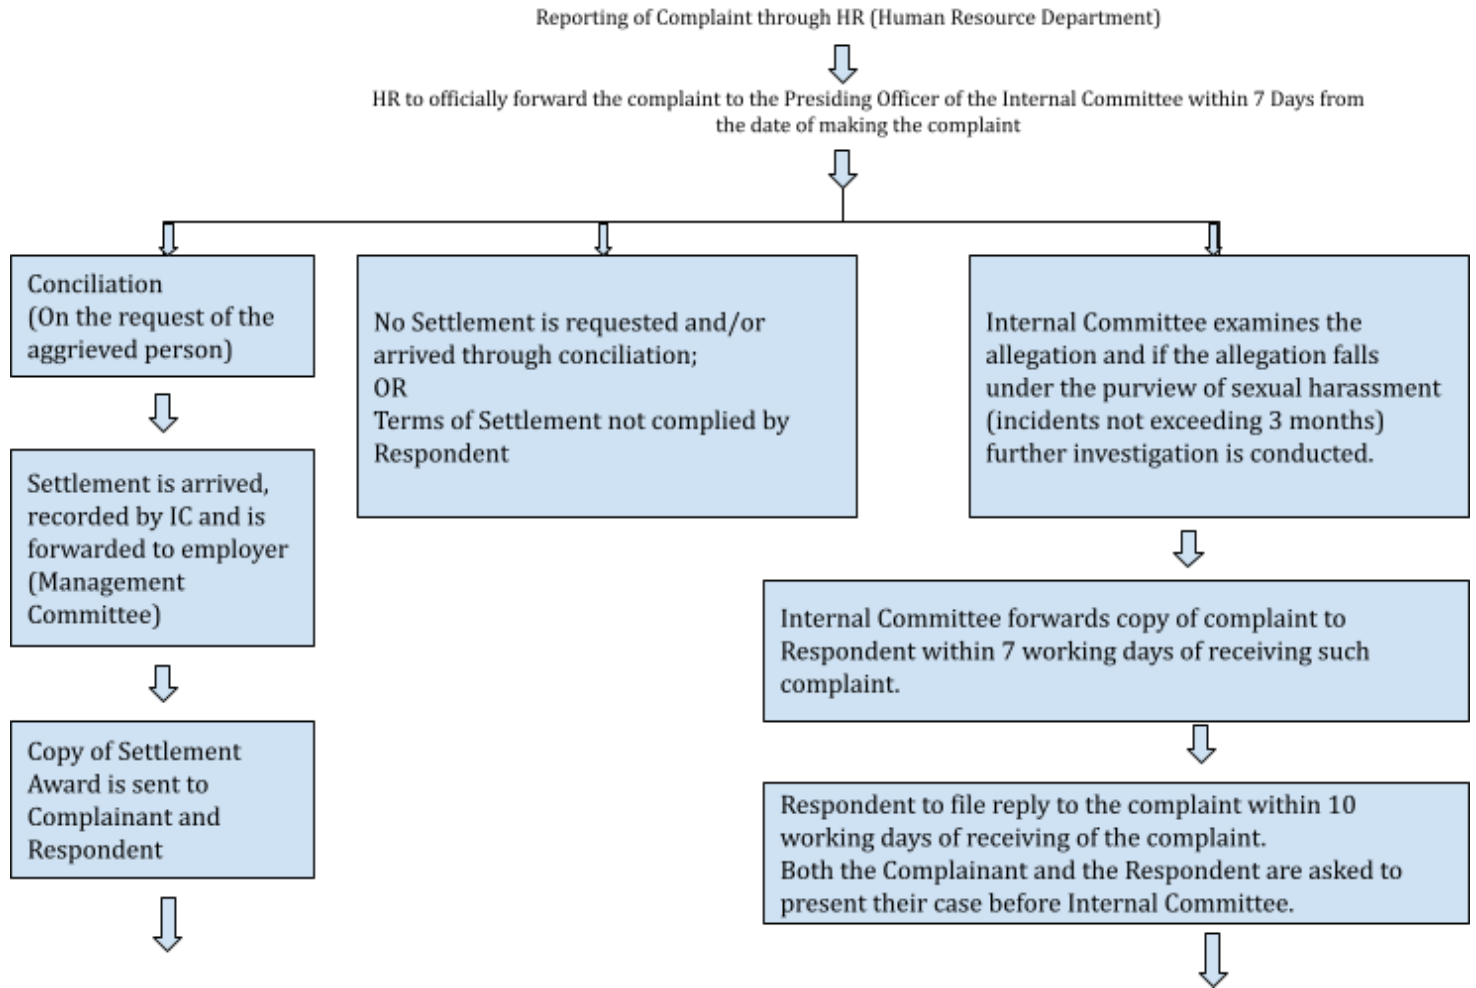 Reporting of Complaint through HR (Human Resource Department)
HR to officially forward the complaint to the Presiding Officer of the Internal Committee within 7 Days from
the date of making the complaint
Conciliation
(On the request of the
aggrieved person)
Settlement is arrived,
recorded by IC and is
forwarded to employer
(Management
Committee)
Copy of Settlement
Award is sent to
Complainant and
Respondent
No Settlement is requested and/or
arrived through conciliation;
OR
Terms of Settlement not complied by
Respondent
Internal Committee examines the
allegation and if the allegation falls
under the purview of sexual harassment
(incidents not exceeding 3 months)
further investigation is conducted.
Internal Committee forwards copy of complaint to
Respondent within 7 working days of receiving such
complaint.
Respondent to file reply to the complaint within 10
working days of receiving of the complaint.
Both the Complainant and the Respondent are asked to
present their case before Internal Committee.